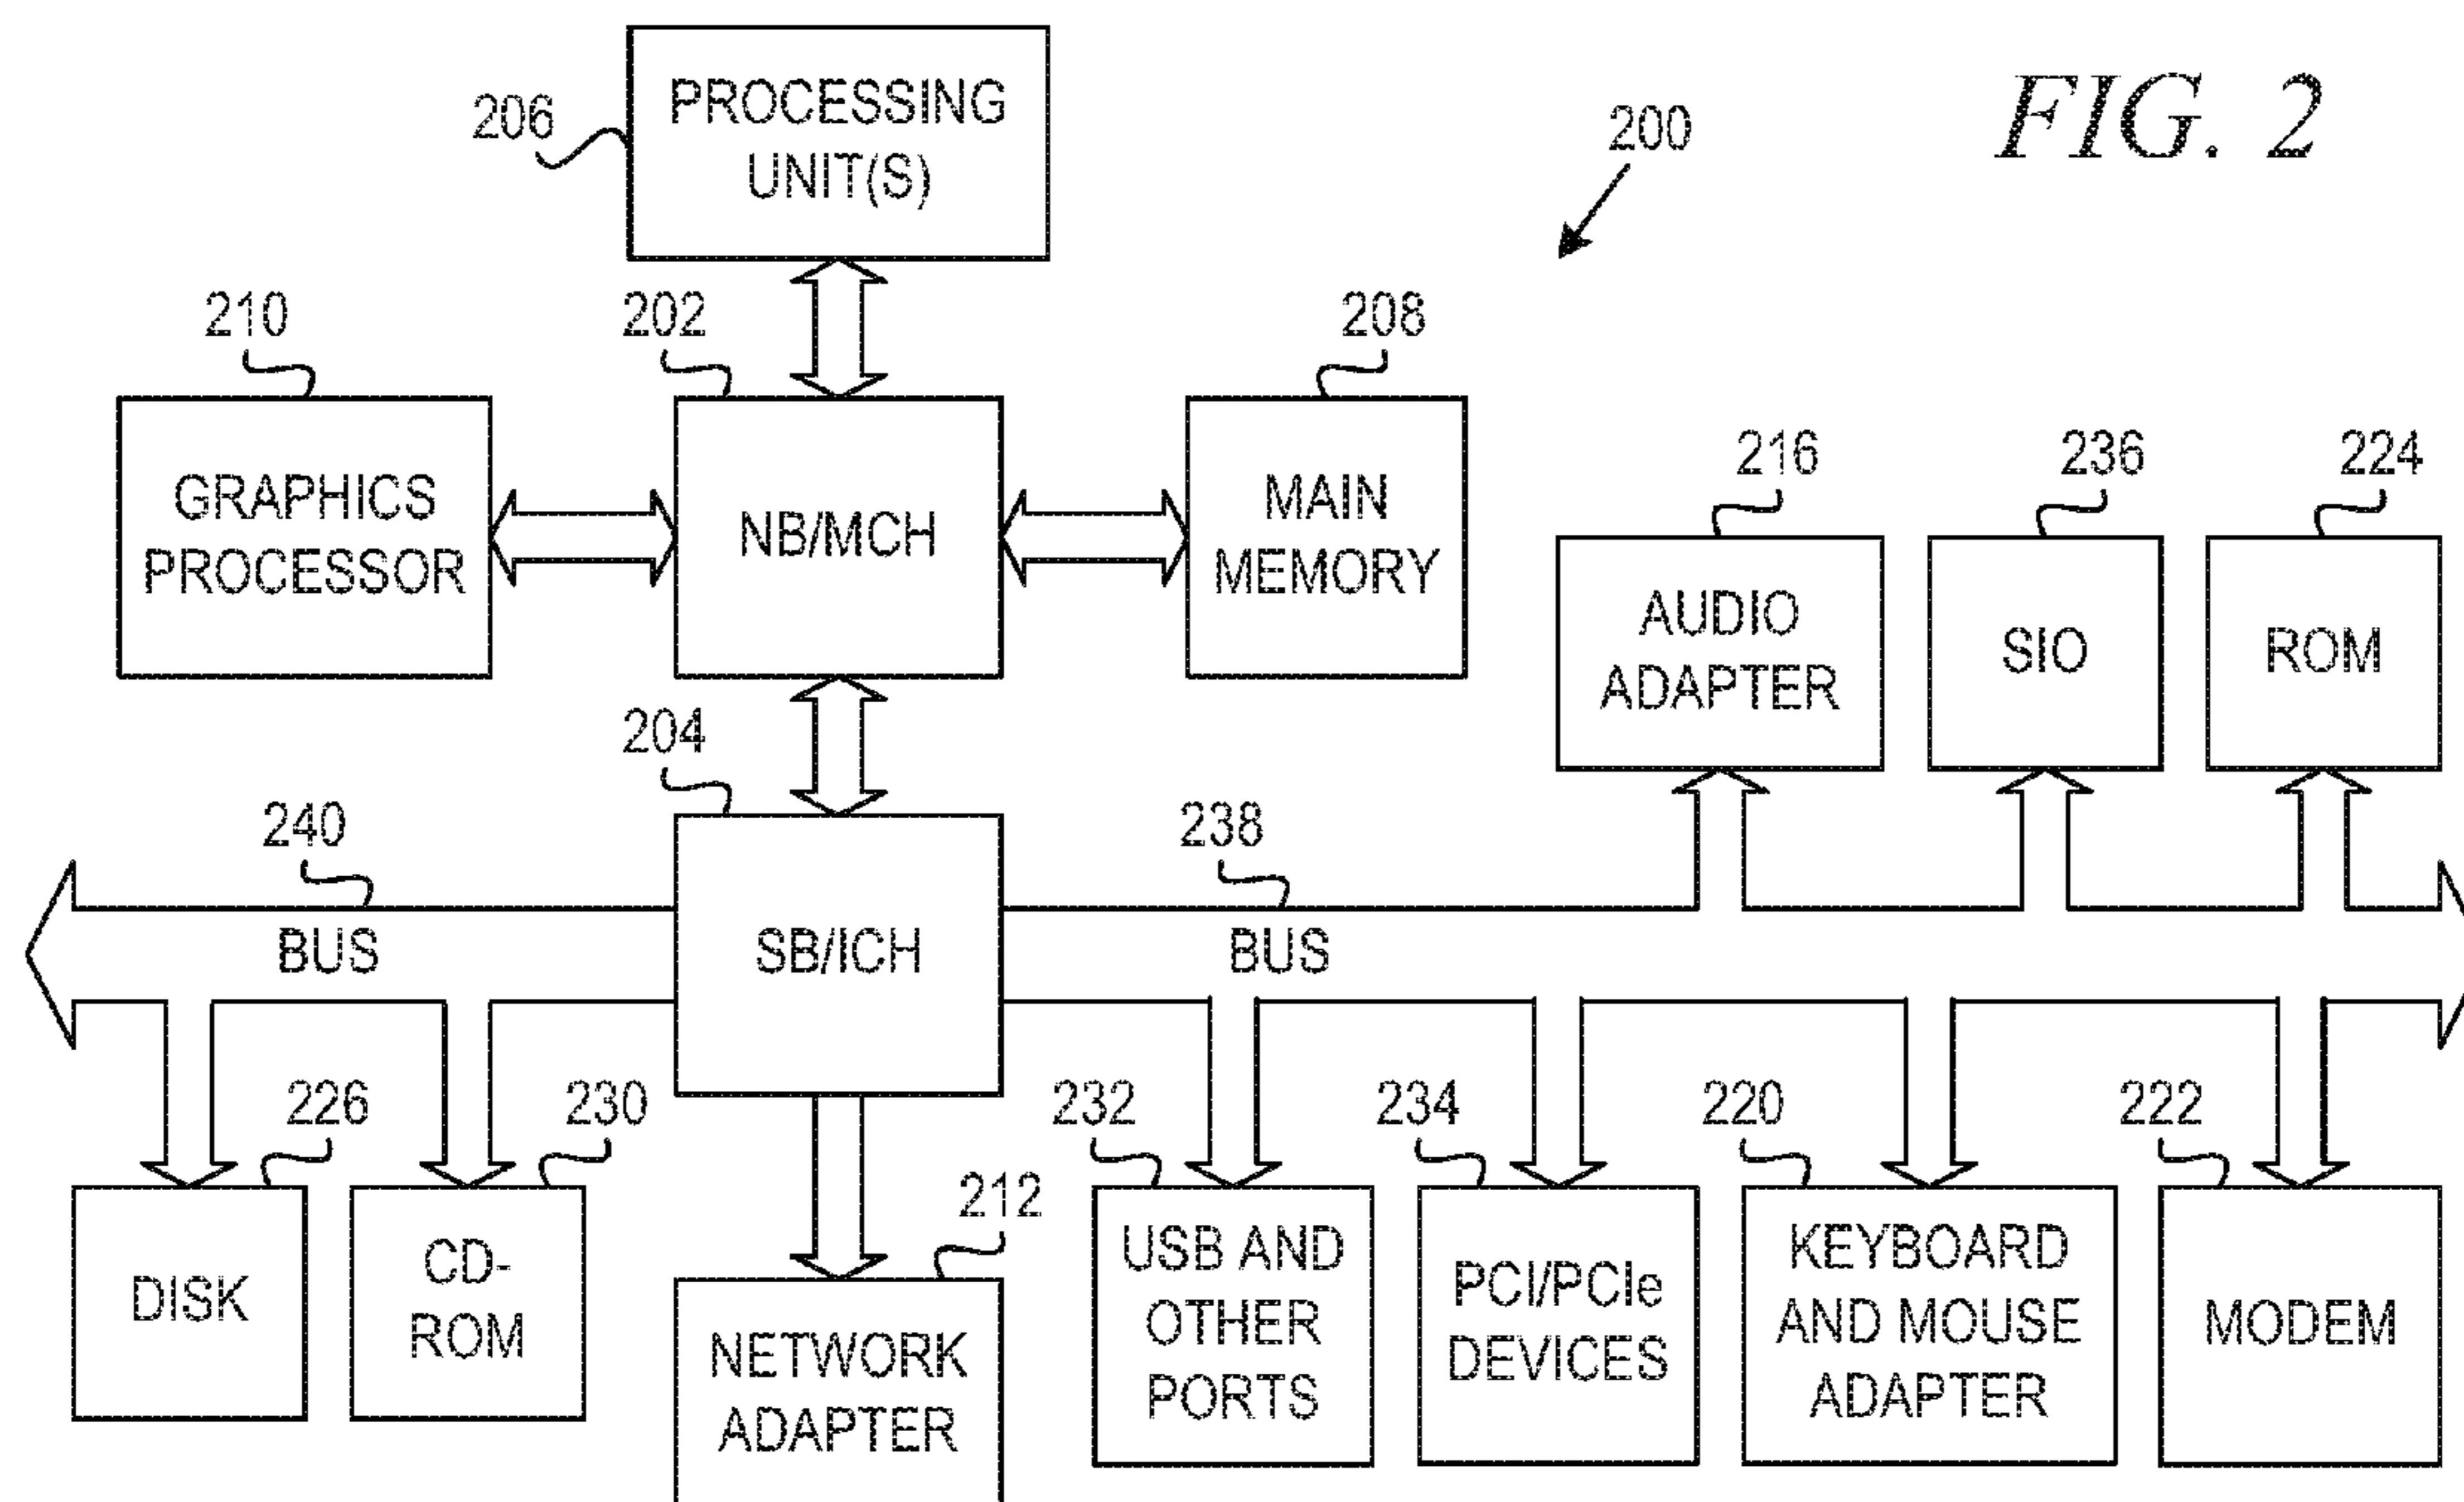 FIG. 2
200
206
PROCESSING
UNIT(S)
210
202
208
GRAPHICS
PROCESSOR
NB/MCH
MAIN
MEMORY
216
236
224
AUDIO
ADAPTER
SIO
ROM
204
240
238
BUS
SB/ICH
BUS
226
230
212
232
234
220
222
DISK
CD-
ROM
NETWORK
ADAPTER
USB AND
OTHER
PORTS
PCI/PCIe
DEVICES
KEYBOARD
AND MOUSE
ADAPTER
MODEM